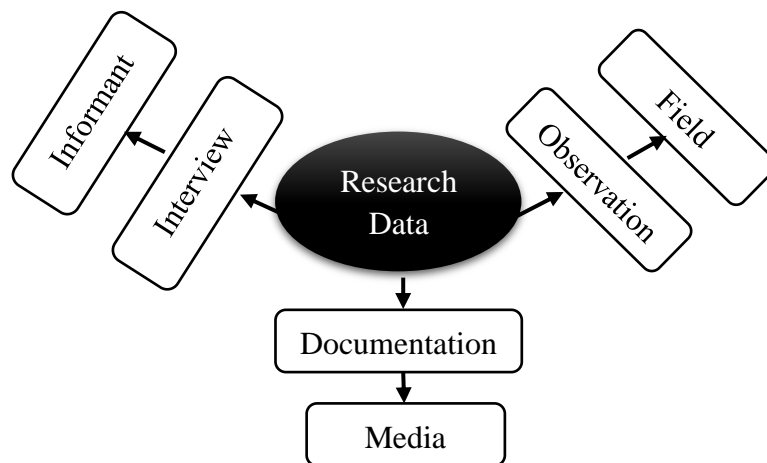 Informant
Interview
Research
Data
Observation
Field
Documentation
Media